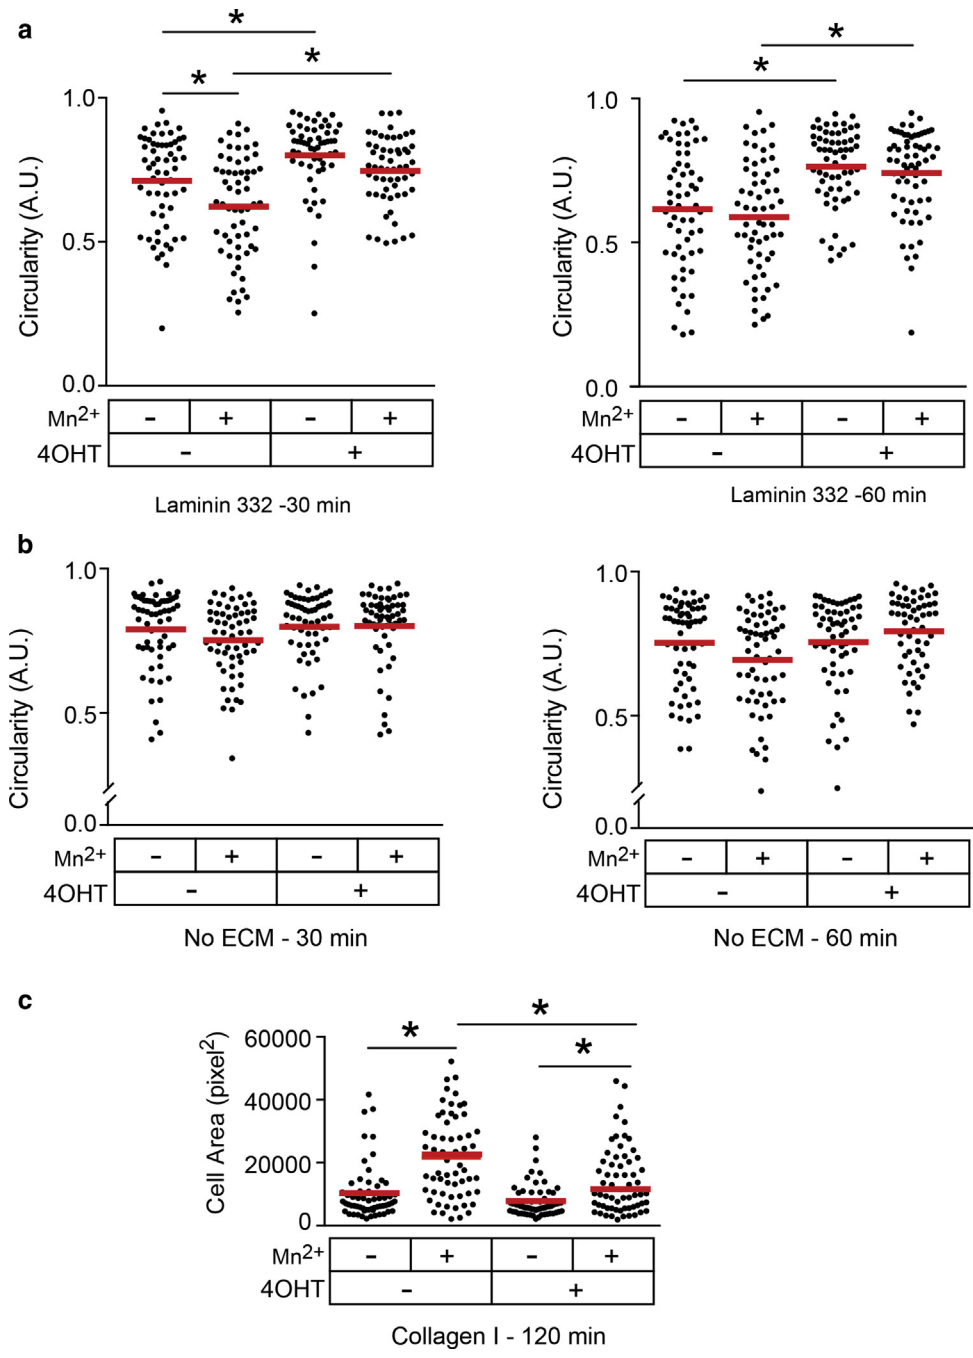 a
* * *
Circularity (A.U.)
1.0
0.5
0.0
Mn2+ - + - +
4OHT - +
Laminin 332 -30 min
* *
Circularity (A.U.)
1.0
0.5
0.0
Mn2+ - + - +
4OHT - +
Laminin 332 -60 min
b
Circularity (A.U.)
1.0
0.5
0.0
Mn2+ - + - +
4OHT - +
No ECM - 30 min
Circularity (A.U.)
1.0
0.5
0.0
Mn2+ - + - +
4OHT - +
No ECM - 60 min
c
* * *
Cell Area (pixel2)
60000
40000
20000
0
Mn2+ - + - +
4OHT - +
Collagen I - 120 min